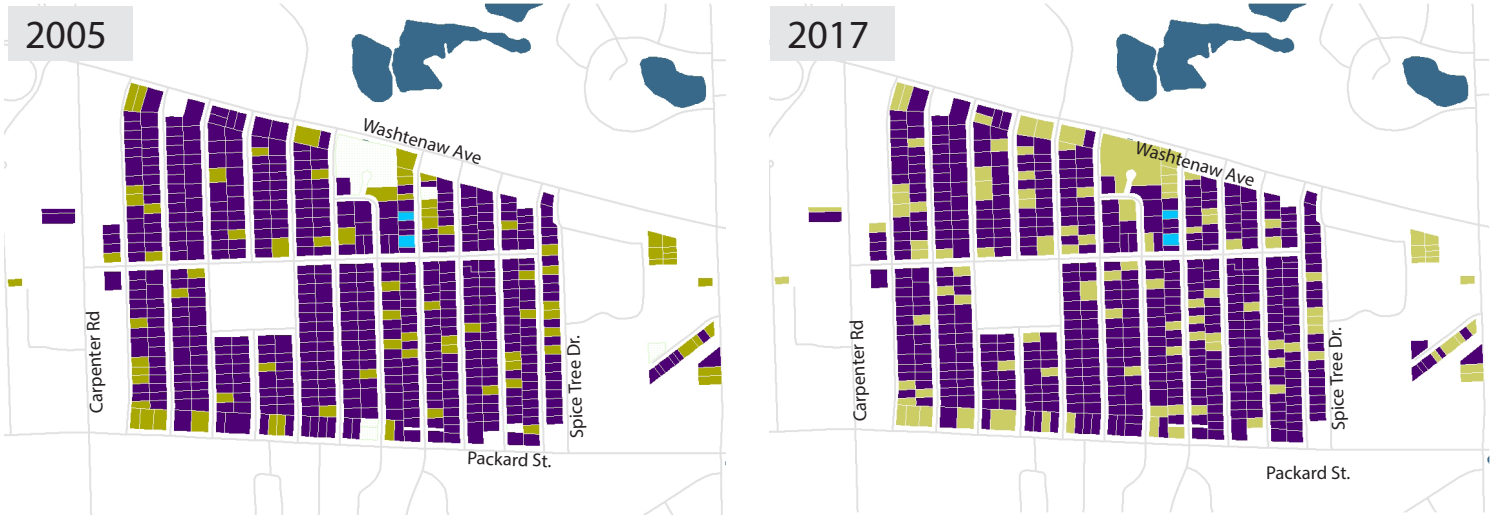 2005
2017
Washtenaw Ave
Washtenaw Ave
Carpenter Rd
Spice Tree Dr.
Carpenter Rd
Spice Tree Dr.
Packard St.
Packard St.